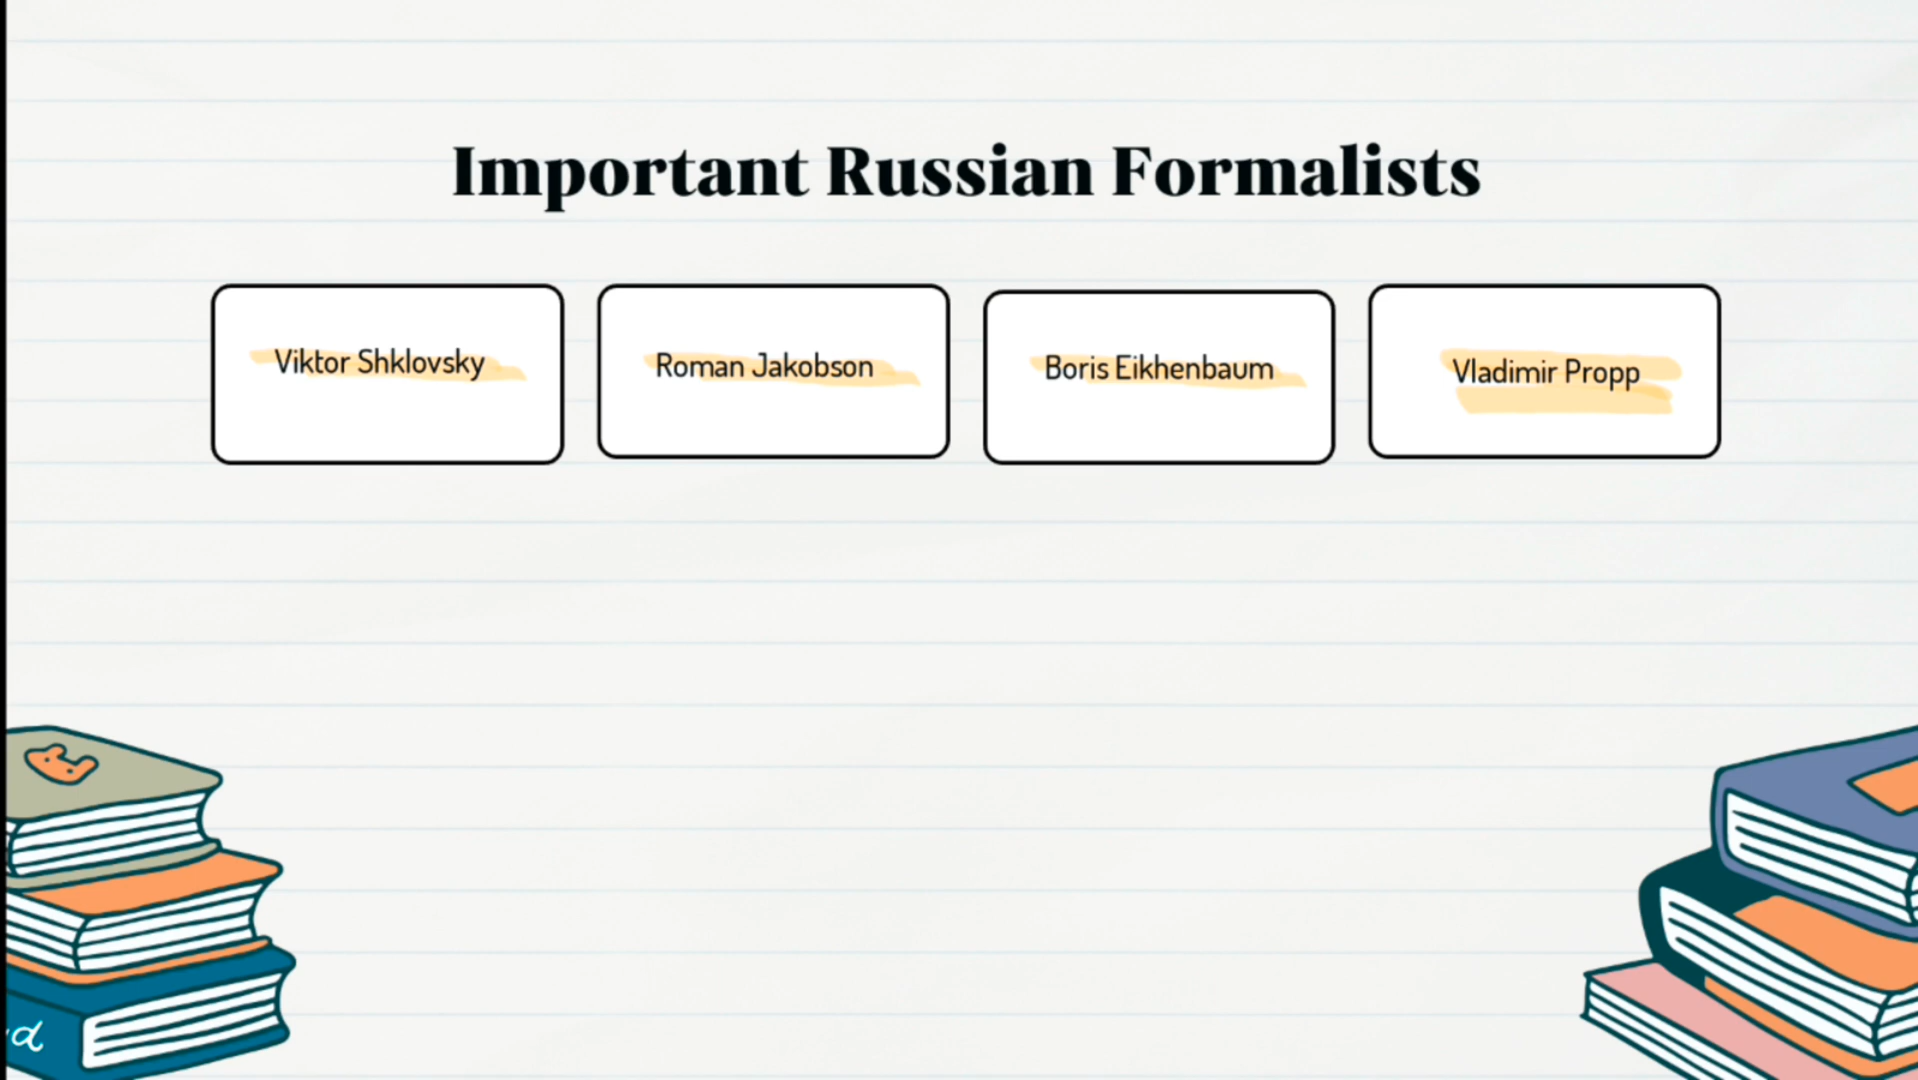 Important Russian Formalists
Viktor Shklovsky
Roman Jakobson
Boris Eikhenbaum
Vladimir Propp
d